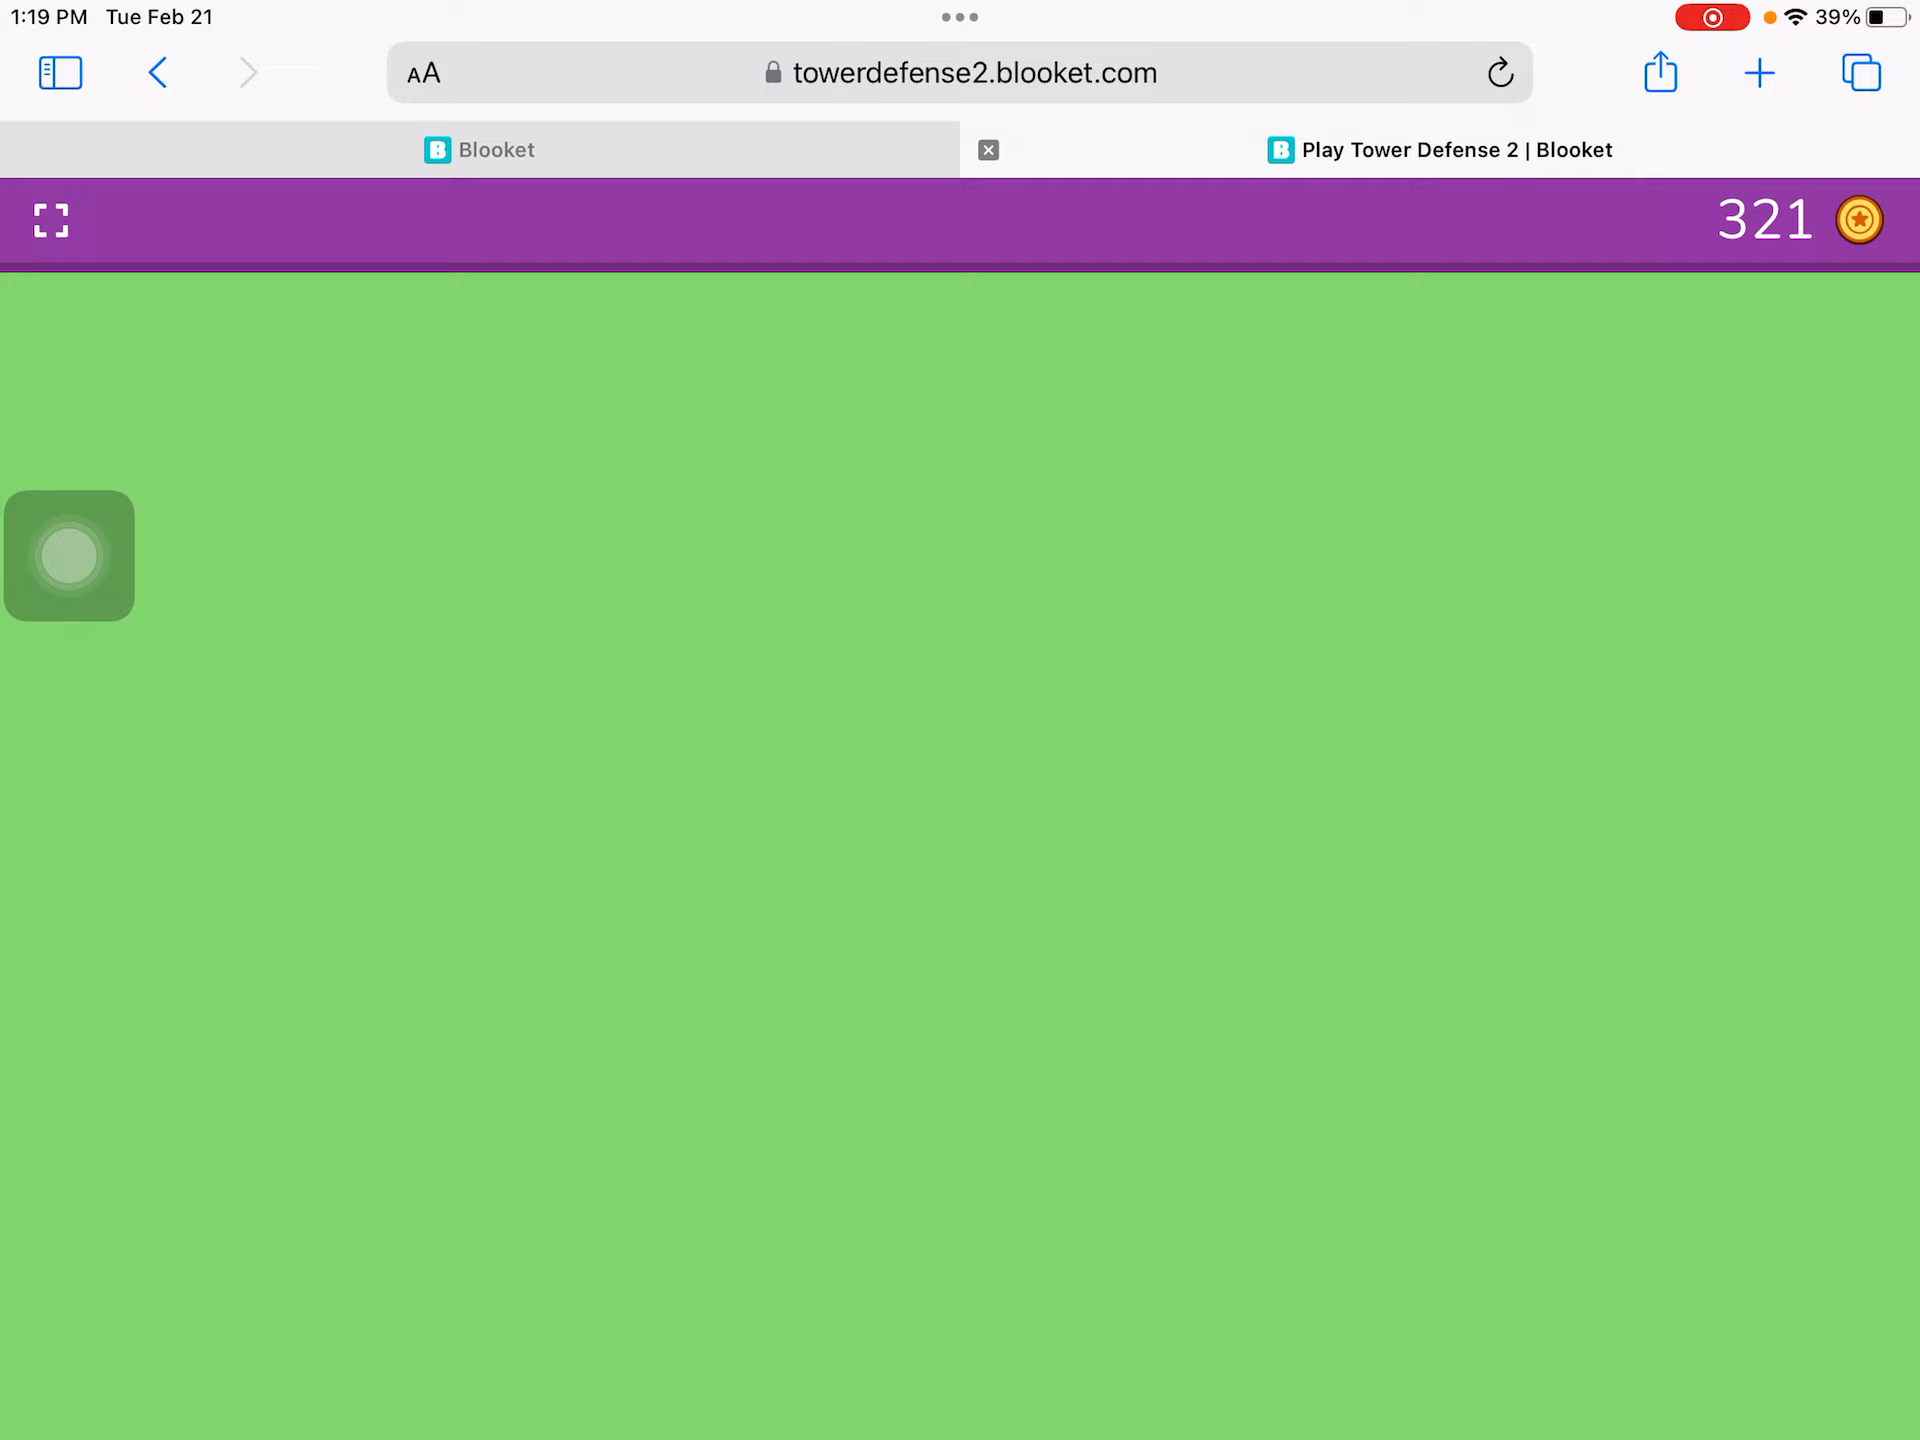 1:19 PM Tue Feb 21
39%
AA
towerdefense2.blooket.com
B Blooket
B Play Tower Defense 2 | Blooket
321